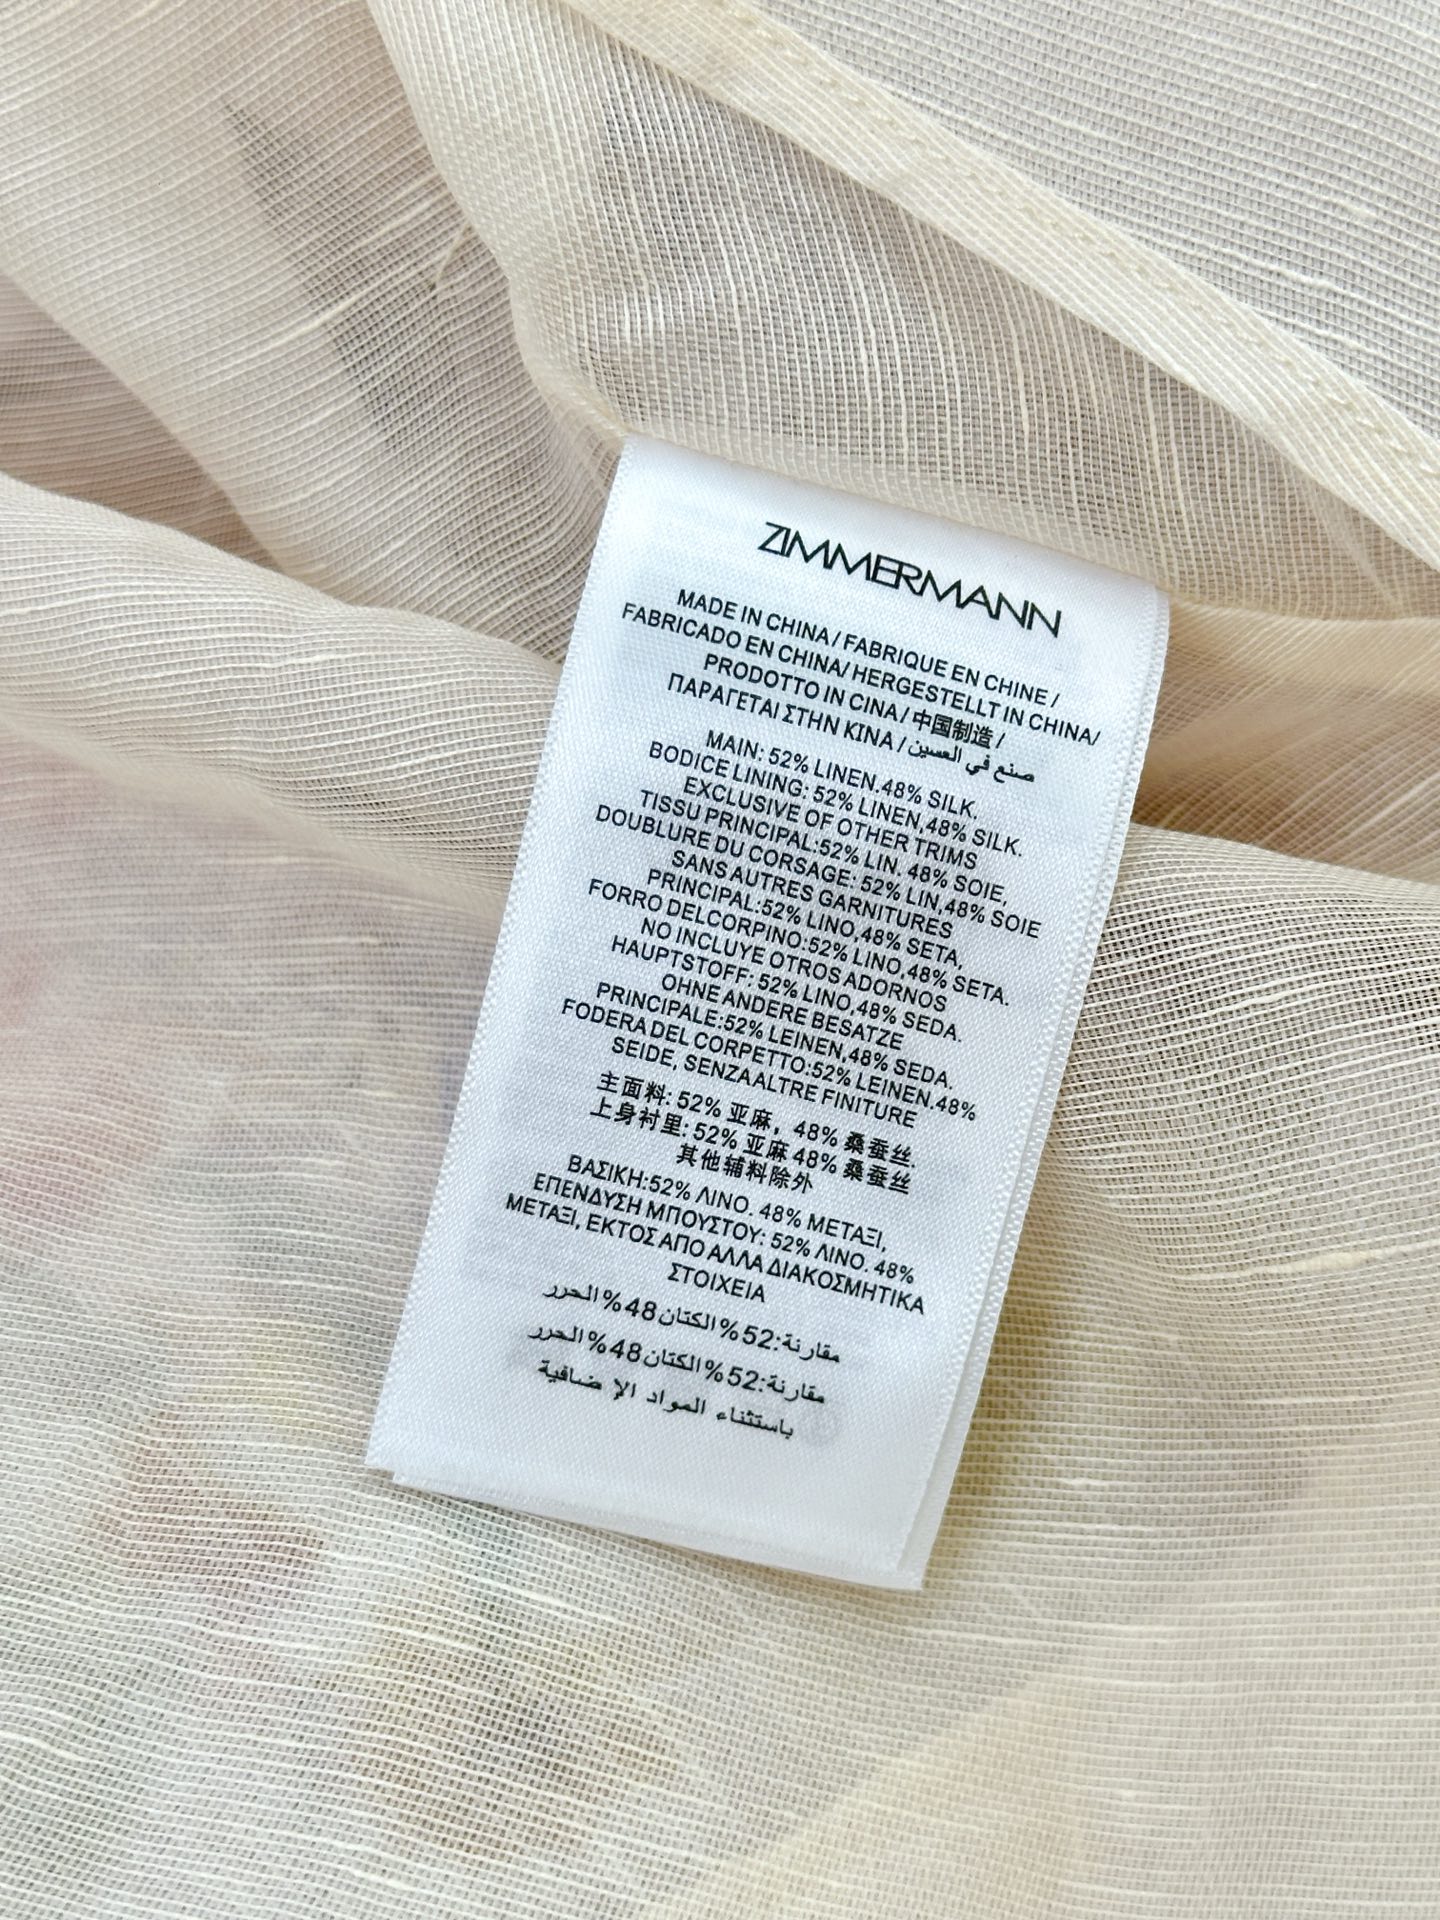 ZIMMERMANN
MADE IN CHINA / FABRIQUE EN CHINE /
FABRICADO EN CHINA/ HERGESTELLT IN CHINA/
PRODOTTO IN CINA / 中国制造 /
ΠΑΡΑΓΕΤΑΙ ΣΤΗΝ ΚΙΝΑ / صنع في العسين
MAIN: 52% LINEN.48% SILK.
BODICE LINING: 52% LINEN,48% SILK.
EXCLUSIVE OF OTHER TRIMS
TISSU PRINCIPAL:52% LIN. 48% SOIE,
DOUBLURE DU CORSAGE: 52% LIN,48% SOIE
SANS AUTRES GARNITURES
PRINCIPAL:52% LINO,48% SETA,
FORRO DELCORPINO:52% LINO,48% SETA.
NO INCLUYE OTROS ADORNOS
HAUPTSTOFF: 52% LINO,48% SEDA.
OHNE ANDERE BESATZE
PRINCIPALE:52% LEINEN,48% SEDA.
FODERA DEL CORPETTO:52% LEINEN.48%
SEIDE, SENZA ALTRE FINITURE
主面料: 52% 亚麻，48% 桑蚕丝.
上身衬里: 52% 亚麻 48% 桑蚕丝
其他辅料除外
ΒΑΣΙΚΗ:52% ΛΙΝΟ. 48% ΜΕΤΑΞΙ,
ΕΠΕΝΔΥΣΗ ΜΠΟΥΣΤΟΥ: 52% ΛΙΝΟ. 48%
ΜΕΤΑΞΙ, ΕΚΤΟΣ ΑΠΟ ΑΛΛΑ ΔΙΑΚΟΣΜΗΤΙΚΑ
ΣΤΟΙΧΕΙΑ
مقارنة:52%الكتان48%الحرر
مقارنة:52%الكتان48%الحرر
باستثناء المواد الإ ضافية